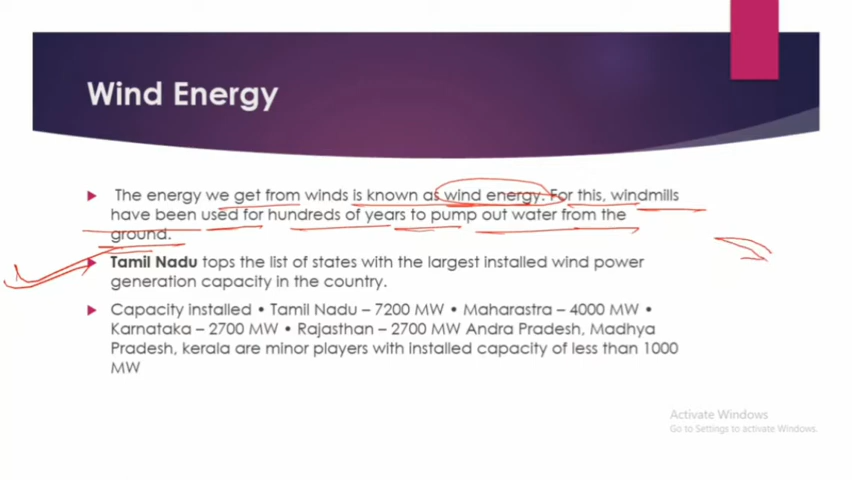 Wind Energy
The energy we get from winds is known as wind energy. For this, windmills
have been used for hundreds of years to pump out water from the
ground.
Tamil Nadu tops the list of states with the largest installed wind power
generation capacity in the country.
Capacity installed • Tamil Nadu – 7200 MW • Maharastra – 4000 MW •
Karnataka – 2700 MW • Rajasthan – 2700 MW Andra Pradesh, Madhya
Pradesh, kerala are minor players with installed capacity of less than 1000
MW
Activate Windows
Go to Settings to activate Windows.